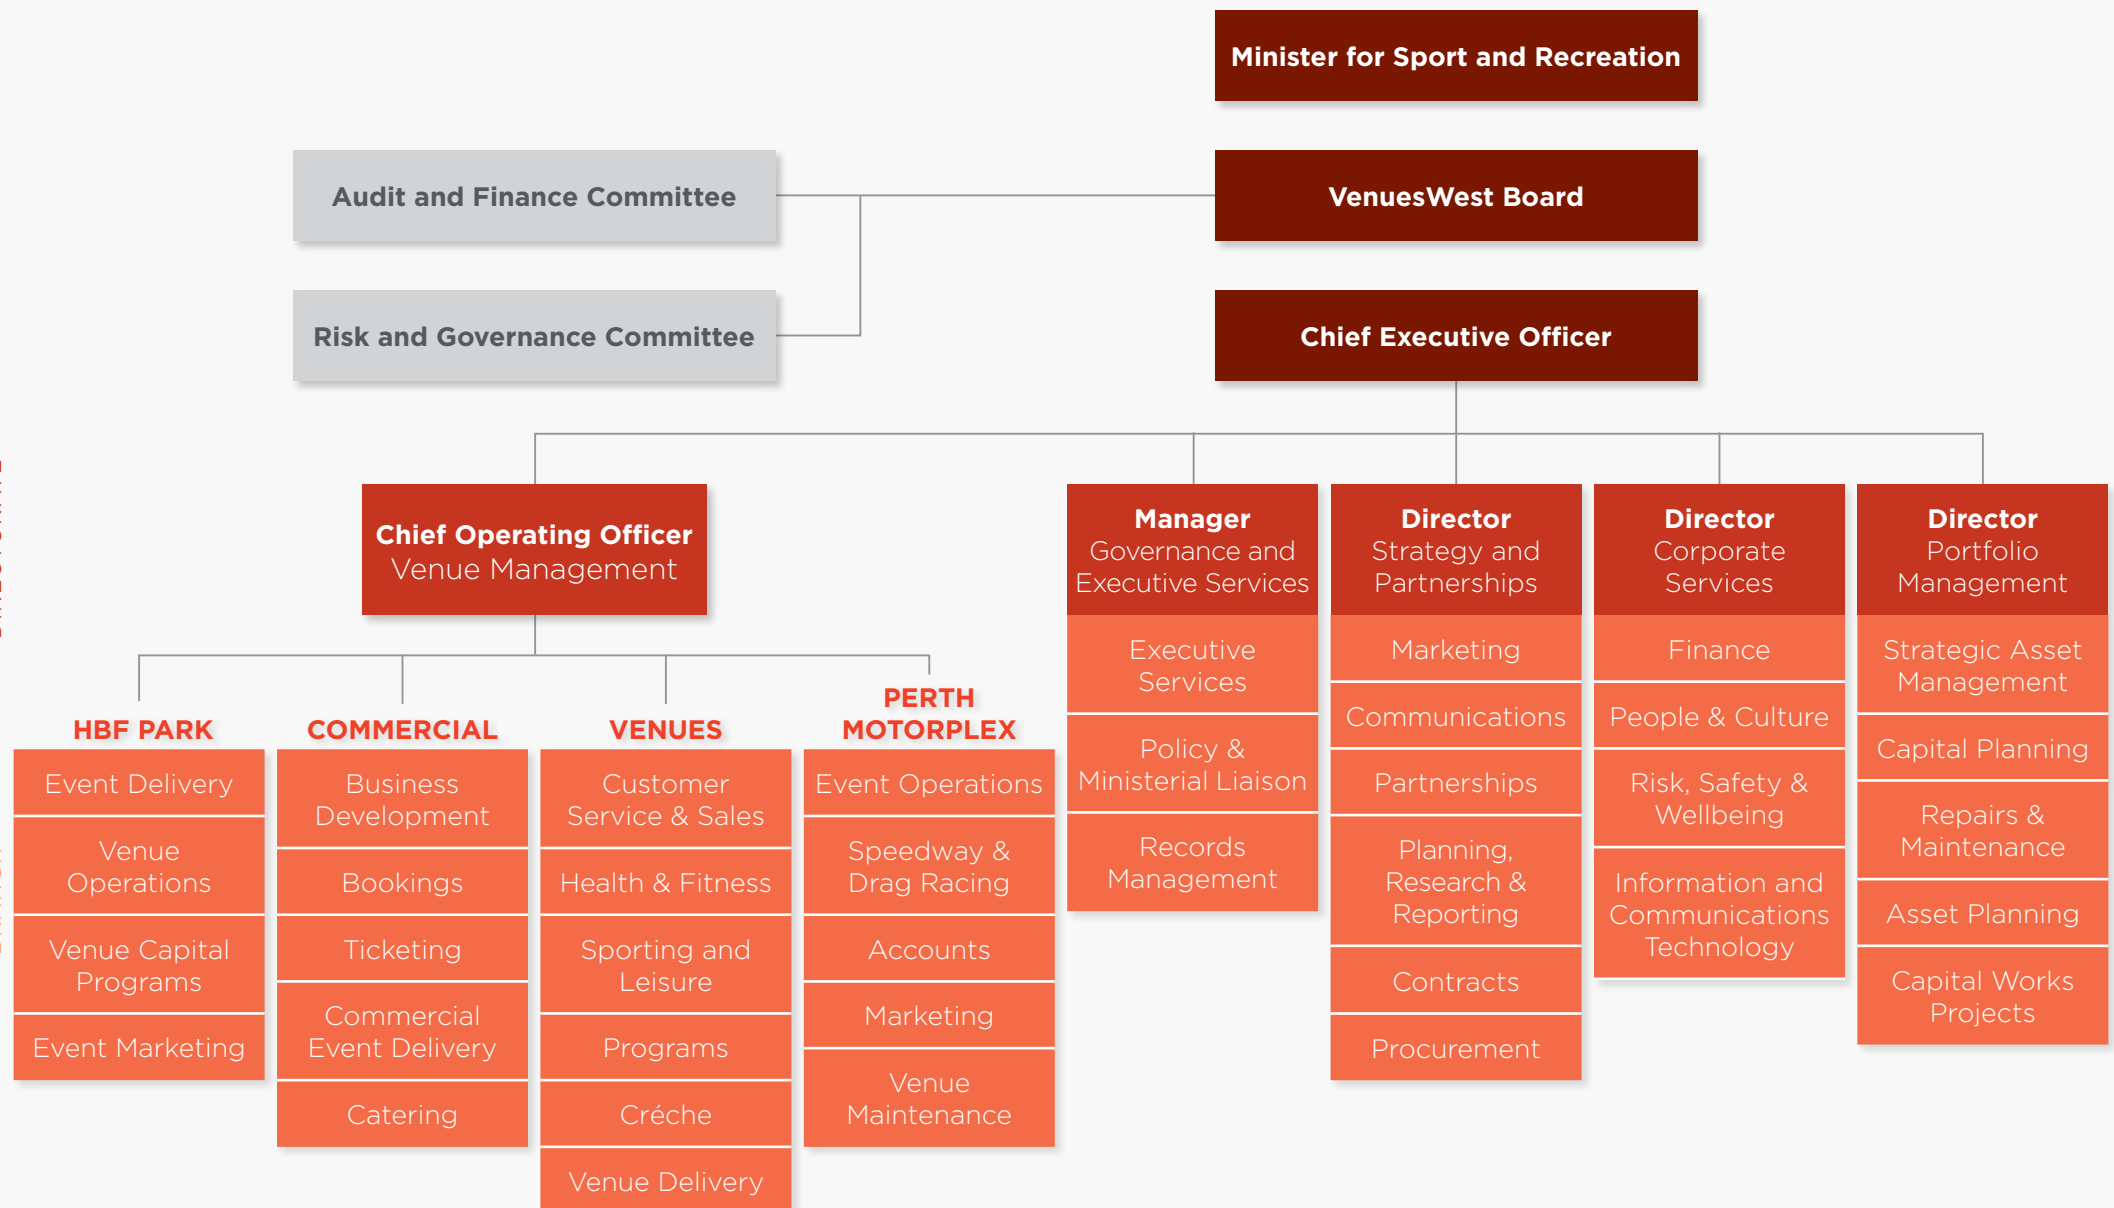 Minister for Sport and Recreation
Audit and Finance Committee
VenuesWest Board
Risk and Governance Committee
Chief Executive Officer
Chief Operating Officer
Venue Management
Manager
Governance and
Executive Services
Director
Strategy and
Partnerships
Director
Corporate
Services
Director
Portfolio
Management
HBF PARK
Event Delivery
Venue
Operations
Venue Capital
Programs
Event Marketing
COMMERCIAL
Business
Development
Bookings
Ticketing
Commercial
Event Delivery
Catering
VENUES
Customer
Service & Sales
Health & Fitness
Sporting and
Leisure
Programs
Créche
Venue Delivery
PERTH
MOTORPLEX
Event Operations
Speedway &
Drag Racing
Accounts
Marketing
Venue
Maintenance
Executive
Services
Policy &
Ministerial Liaison
Records
Management
Marketing
Communications
Partnerships
Planning,
Research &
Reporting
Contracts
Procurement
Finance
People & Culture
Risk, Safety &
Wellbeing
Information and
Communications
Technology
Strategic Asset
Management
Capital Planning
Repairs &
Maintenance
Asset Planning
Capital Works
Projects